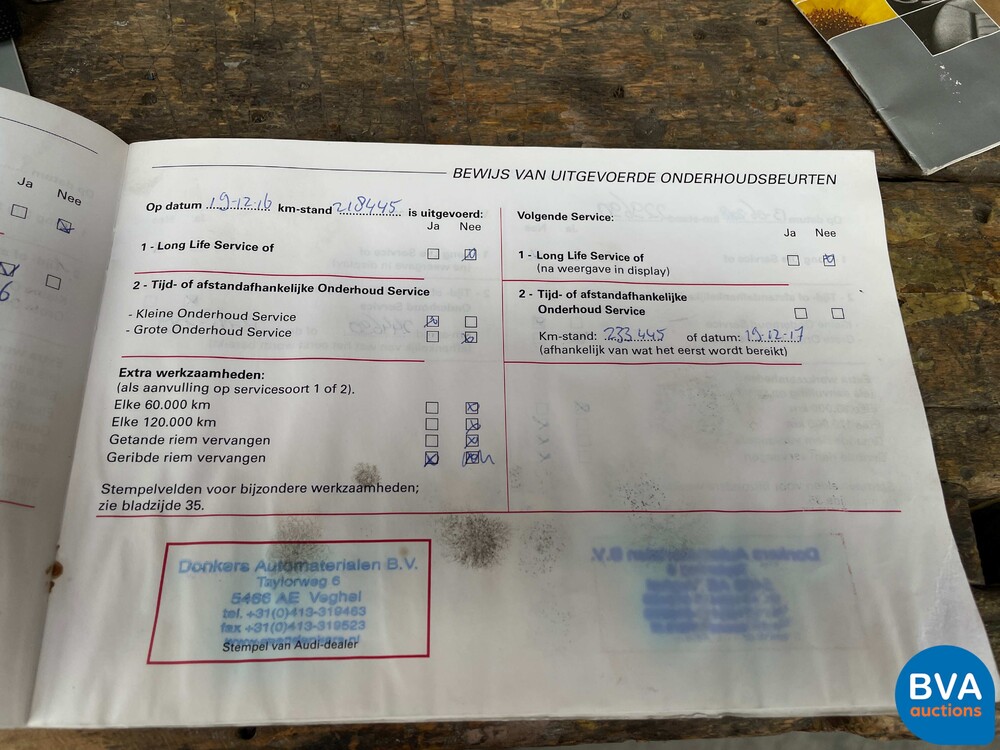 Ja
Nee
BEWIJS VAN UITGEVOERDE ONDERHOUDSBEURTEN
Op datum 19-12-16 km-stand 218445 is uitgevoerd:
Ja Nee
1 - Long Life Service of
2 - Tijd- of afstandafhankelijke Onderhoud Service
- Kleine Onderhoud Service
- Grote Onderhoud Service
Extra werkzaamheden:
(als aanvulling op servicesoort 1 of 2).
Elke 60.000 km
Elke 120.000 km
Getande riem vervangen
Geribde riem vervangen
Stempelvelden voor bijzondere werkzaamheden;
zie bladzijde 35.
Volgende Service:
Ja Nee
1 - Long Life Service of
(na weergave in display)
2 - Tijd- of afstandafhankelijke
Onderhoud Service
Km-stand: 233.445 of datum: 19-12-17
(afhankelijk van wat het eerst wordt bereikt)
Donkers Automaterialen B.V.
Taylorweg 6
5466 AE Veghel
tel. +31(0)413-319463
fax +31(0)413-319523
Stempel van Audi-dealer
Donkers Automaterialen B.V.
BVA
auctions